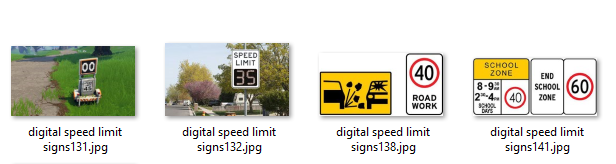 00
SPEED
LIMIT
35
40
ROAD
WORK
SCHOOL
ZONE
8-9:30
AM
2:30-4
PM
SCHOOL
DAYS
40
END
SCHOOL
ZONE
60
digital speed limit
signs131.jpg
digital speed limit
signs132.jpg
digital speed limit
signs138.jpg
digital speed limit
signs141.jpg